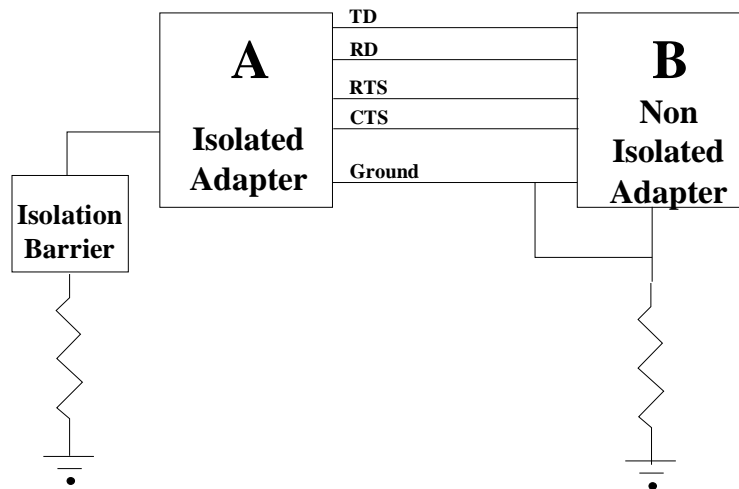 TD
A
RD
B
RTS
CTS
Isolated
Adapter
Non
Isolated
Adapter
Ground
Isolation
Barrier